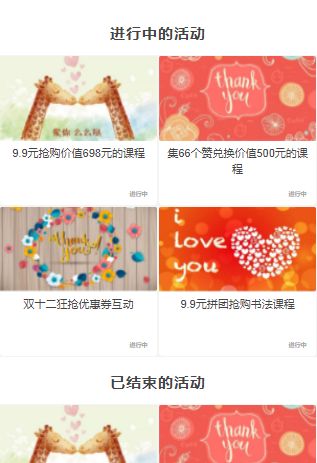 进行中的活动
爱你 么么哒
thank
you
9.9元抢购价值698元的课程
集66个赞兑换价值500元的课
程
进行中
进行中
thank
you!
i
love
you
双十二狂抢优惠券互动
9.9元拼团抢购书法课程
进行中
进行中
已结束的活动
thank
you